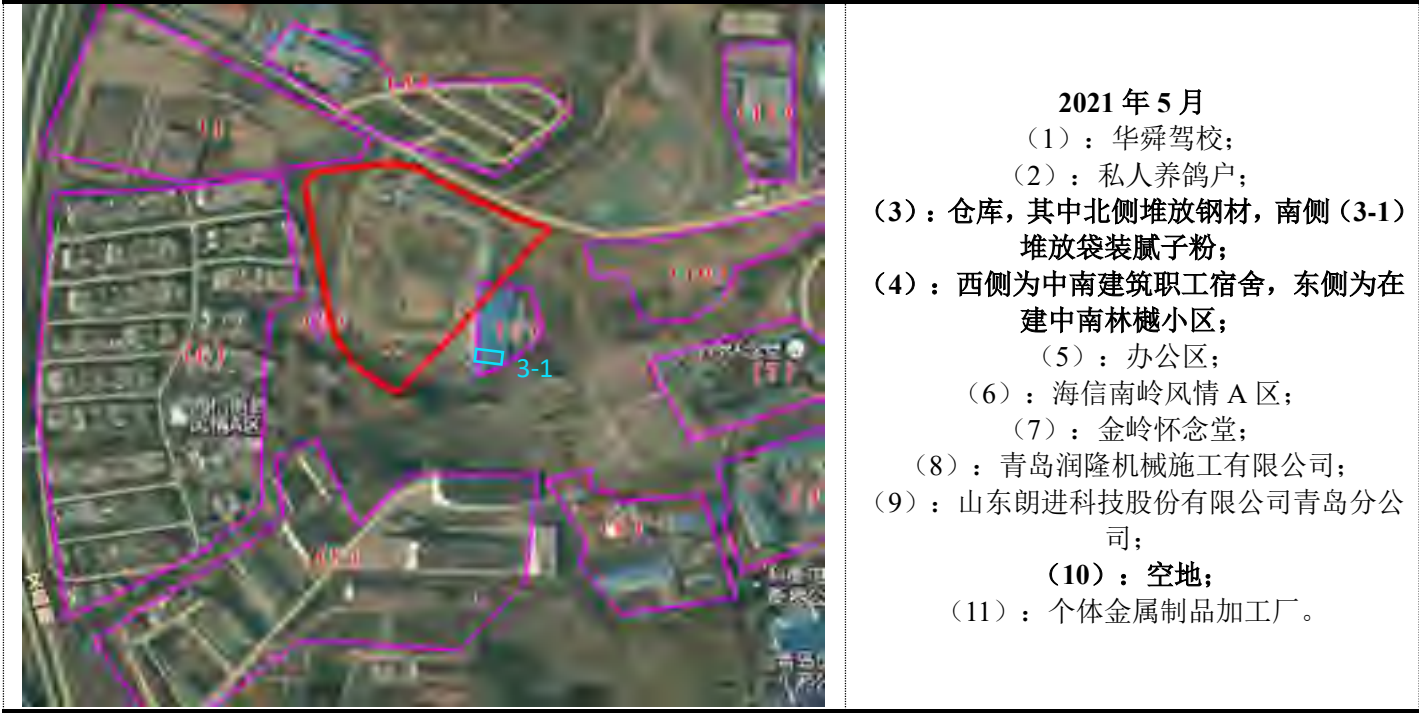 3-1
2021 年 5 月
（1）：华舜驾校；
（2）：私人养鸽户；
（3）：仓库，其中北侧堆放钢材，南侧（3-1）
堆放袋装腻子粉；
（4）：西侧为中南建筑职工宿舍，东侧为在
建中南林樾小区；
（5）：办公区；
（6）：海信南岭风情 A 区；
（7）：金岭怀念堂；
（8）：青岛润隆机械施工有限公司；
（9）：山东朗进科技股份有限公司青岛分公
司；
（10）：空地；
（11）：个体金属制品加工厂。